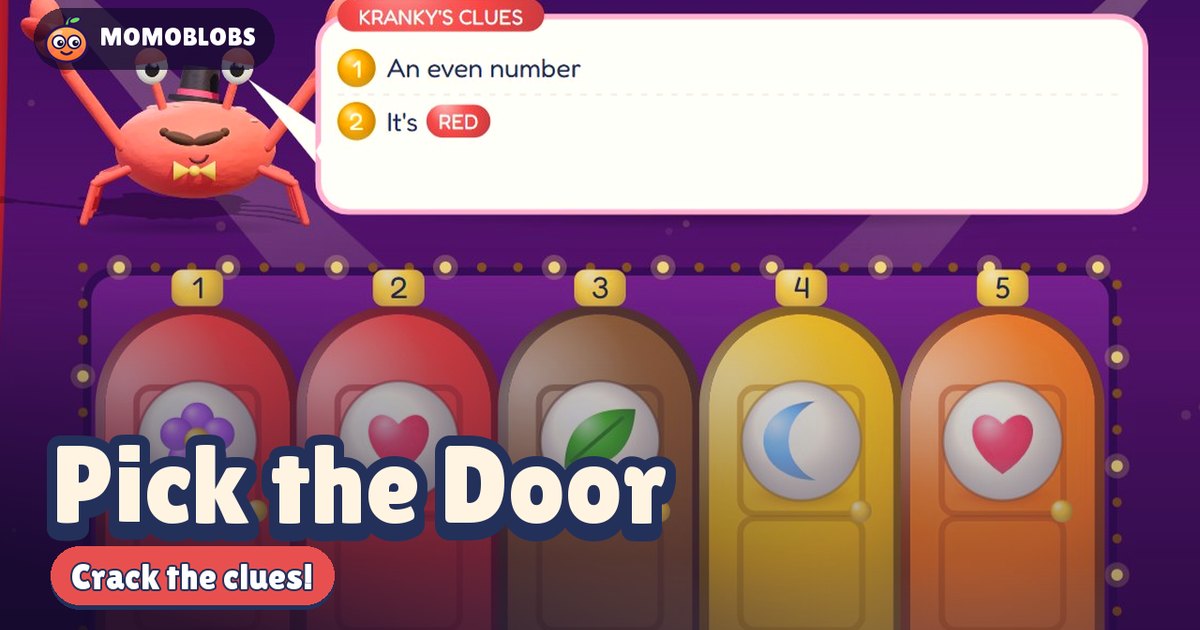 MOMOBLOBS
KRANKY'S CLUES
1 An even number
2 It's RED
1 2 3 4 5
Pick the Door
Crack the clues!